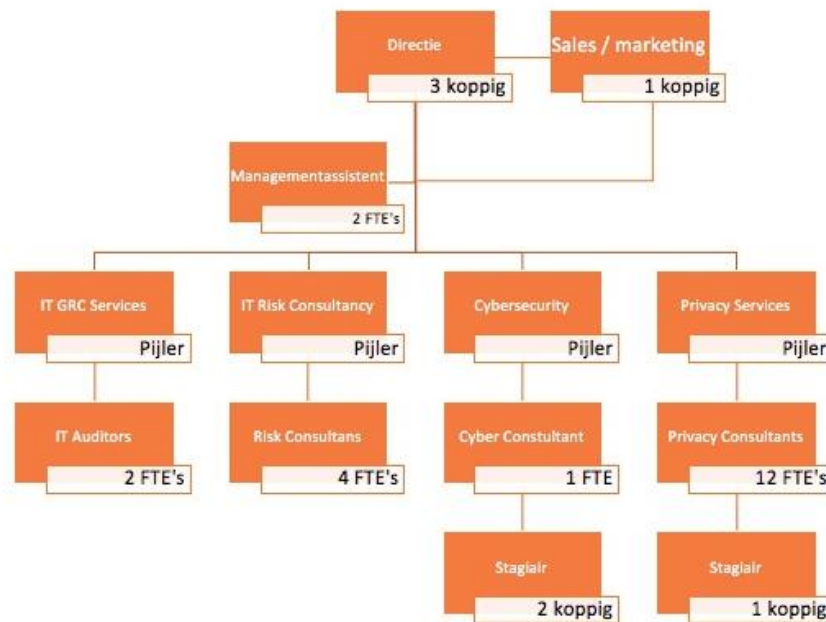 Directie
3 koppig
Sales / marketing
1 koppig
Managementassistent
2 FTE's
IT GRC Services
Pijler
IT Risk Consultancy
Pijler
Cybersecurity
Pijler
Privacy Services
Pijler
IT Auditors
2 FTE's
Risk Consultans
4 FTE's
Cyber Constultant
1 FTE
Privacy Consultants
12 FTE's
Stagiair
2 koppig
Stagiair
1 koppig